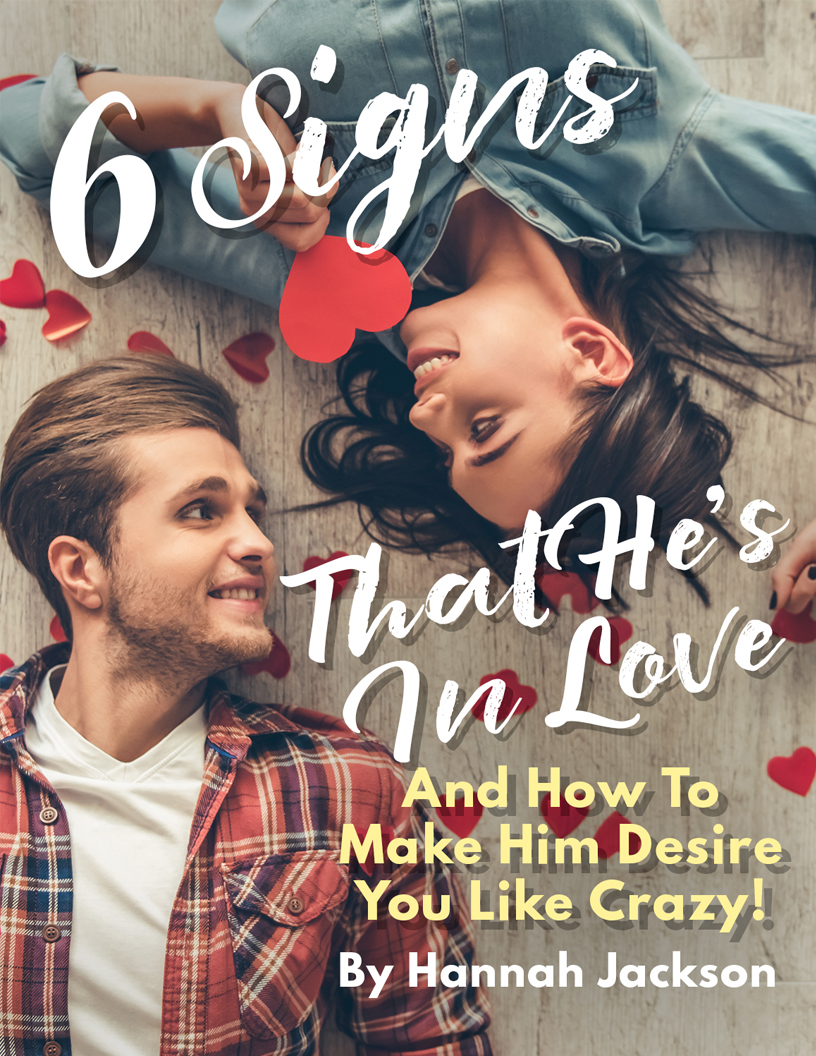 6 Signs
That He's
In Love
And How To
Make Him Desire
You Like Crazy!
By Hannah Jackson